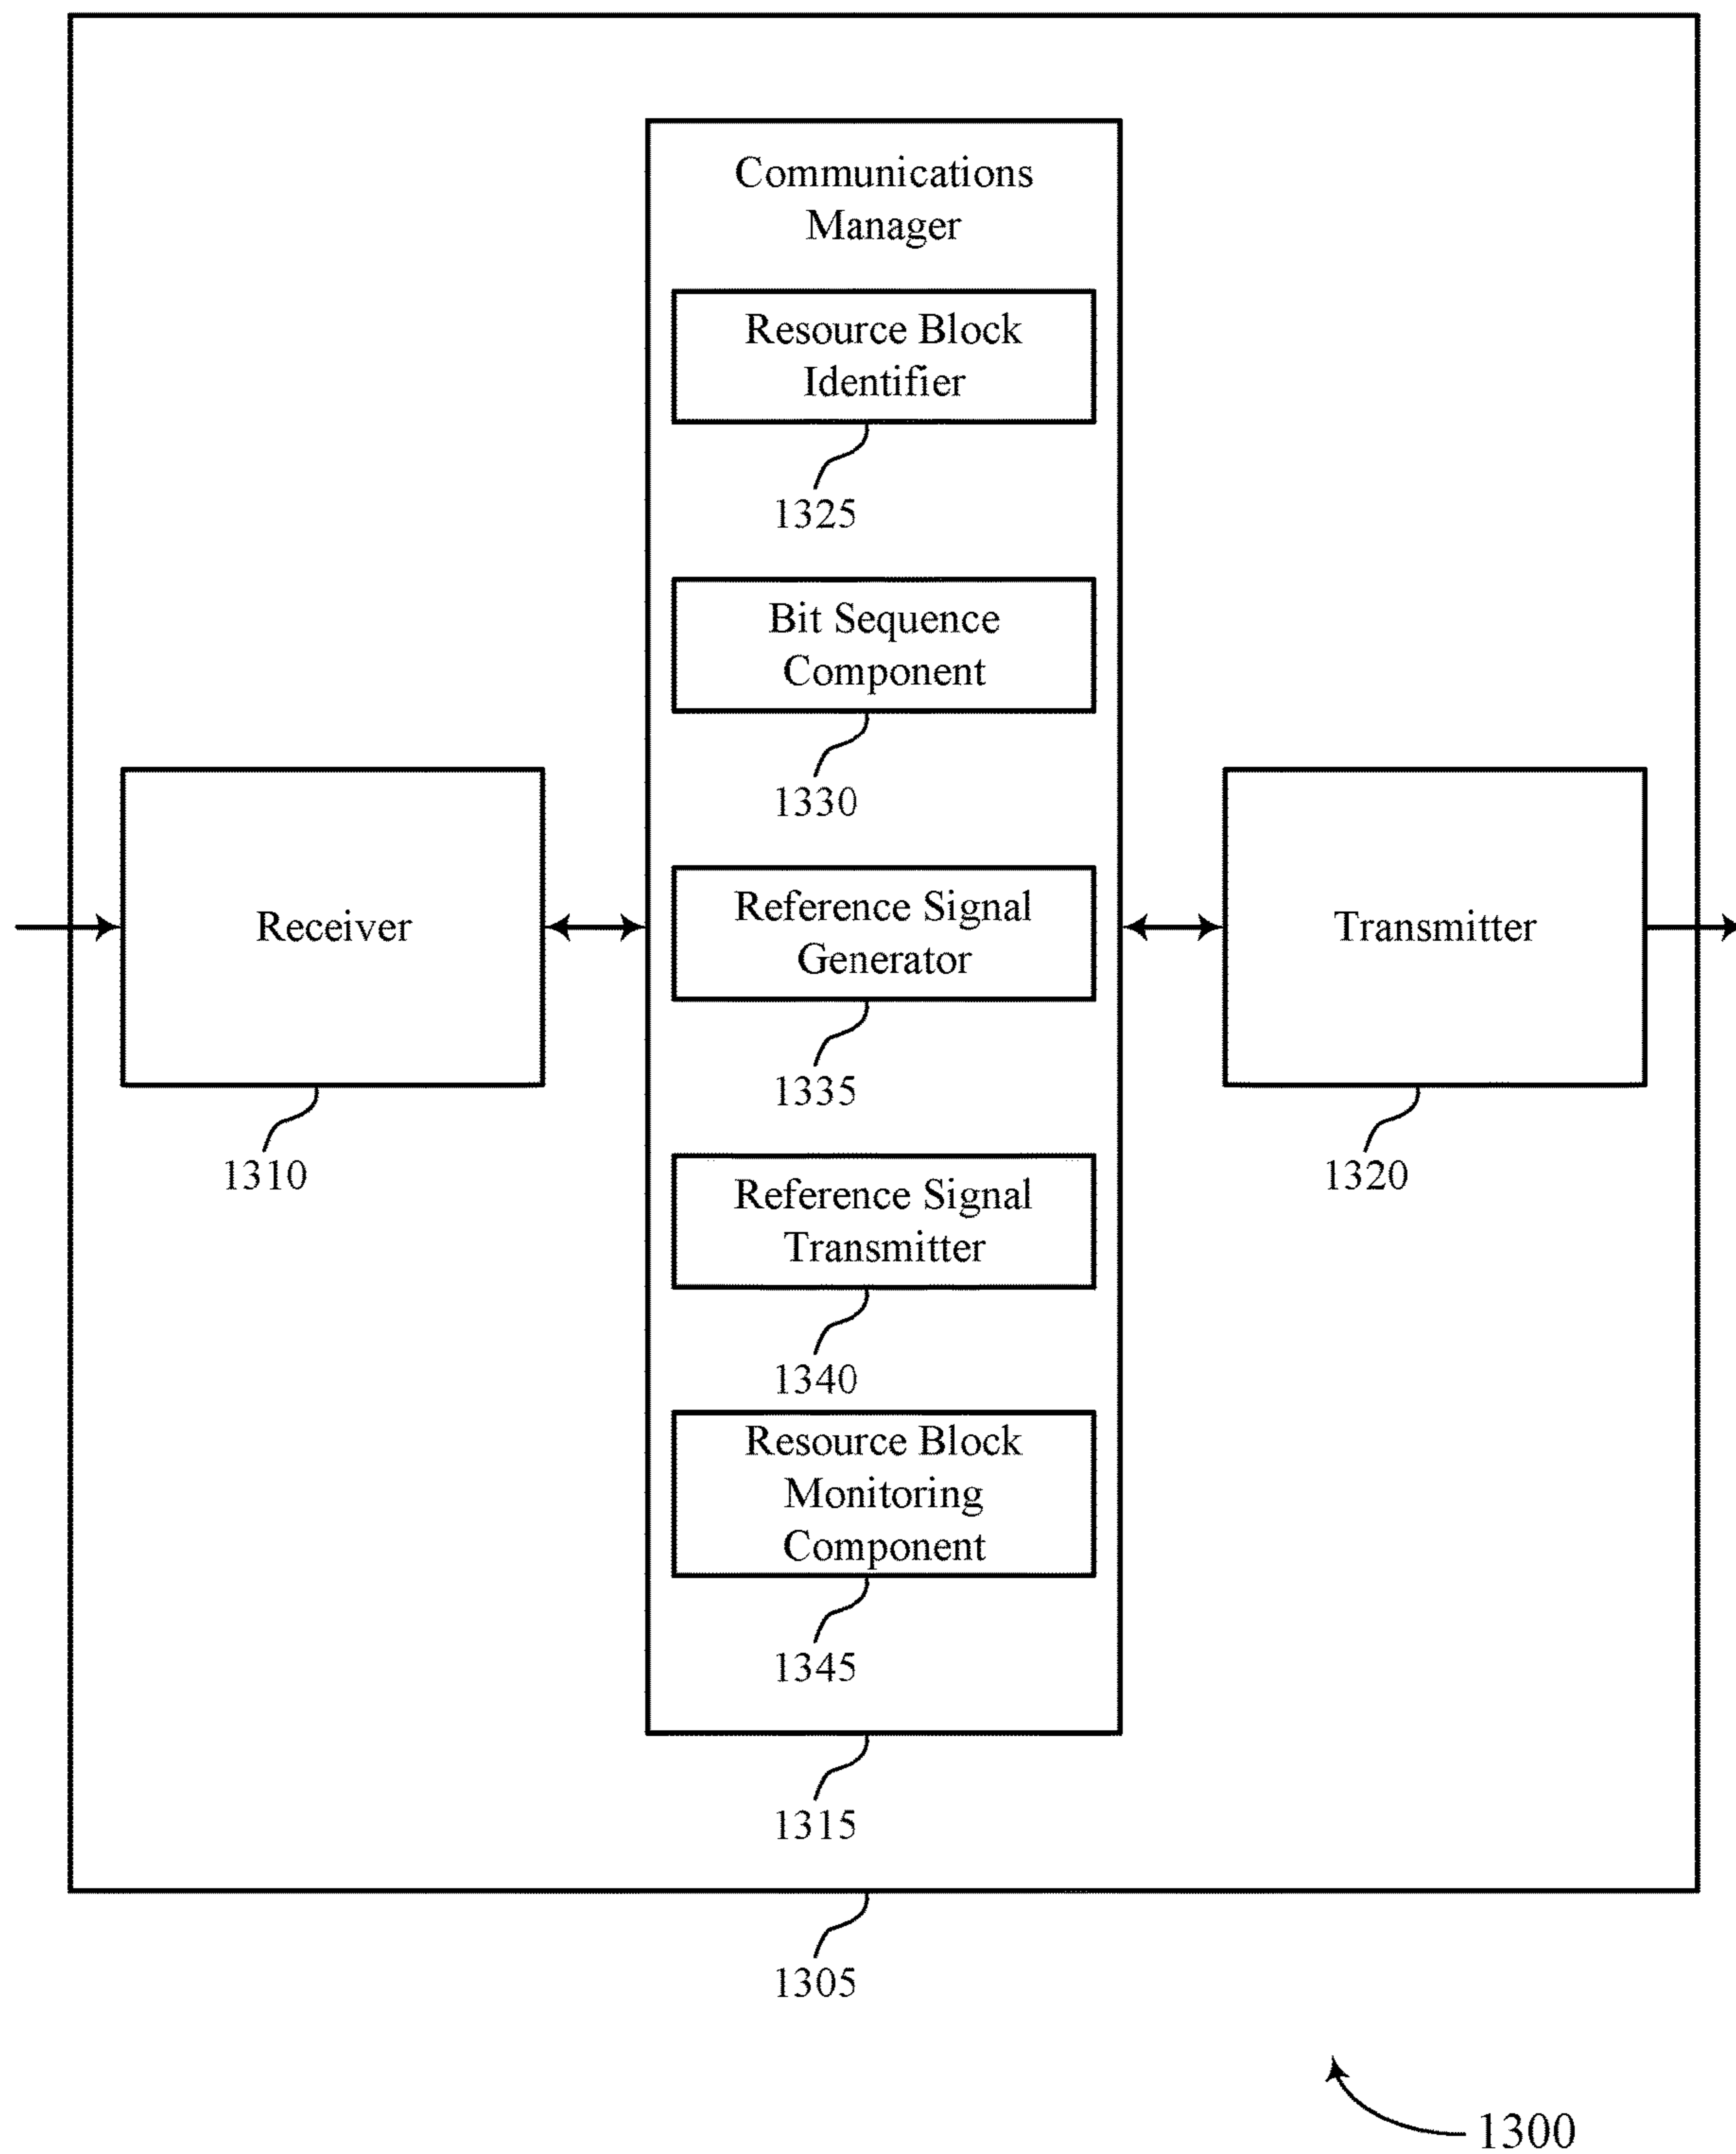 Communications
Manager
Resource Block
Identifier
1325
Bit Sequence
Component
1330
Receiver
1310
Reference Signal
Generator
1335
Transmitter
1320
Reference Signal
Transmitter
1340
Resource Block
Monitoring
Component
1345
1315
1305
1300